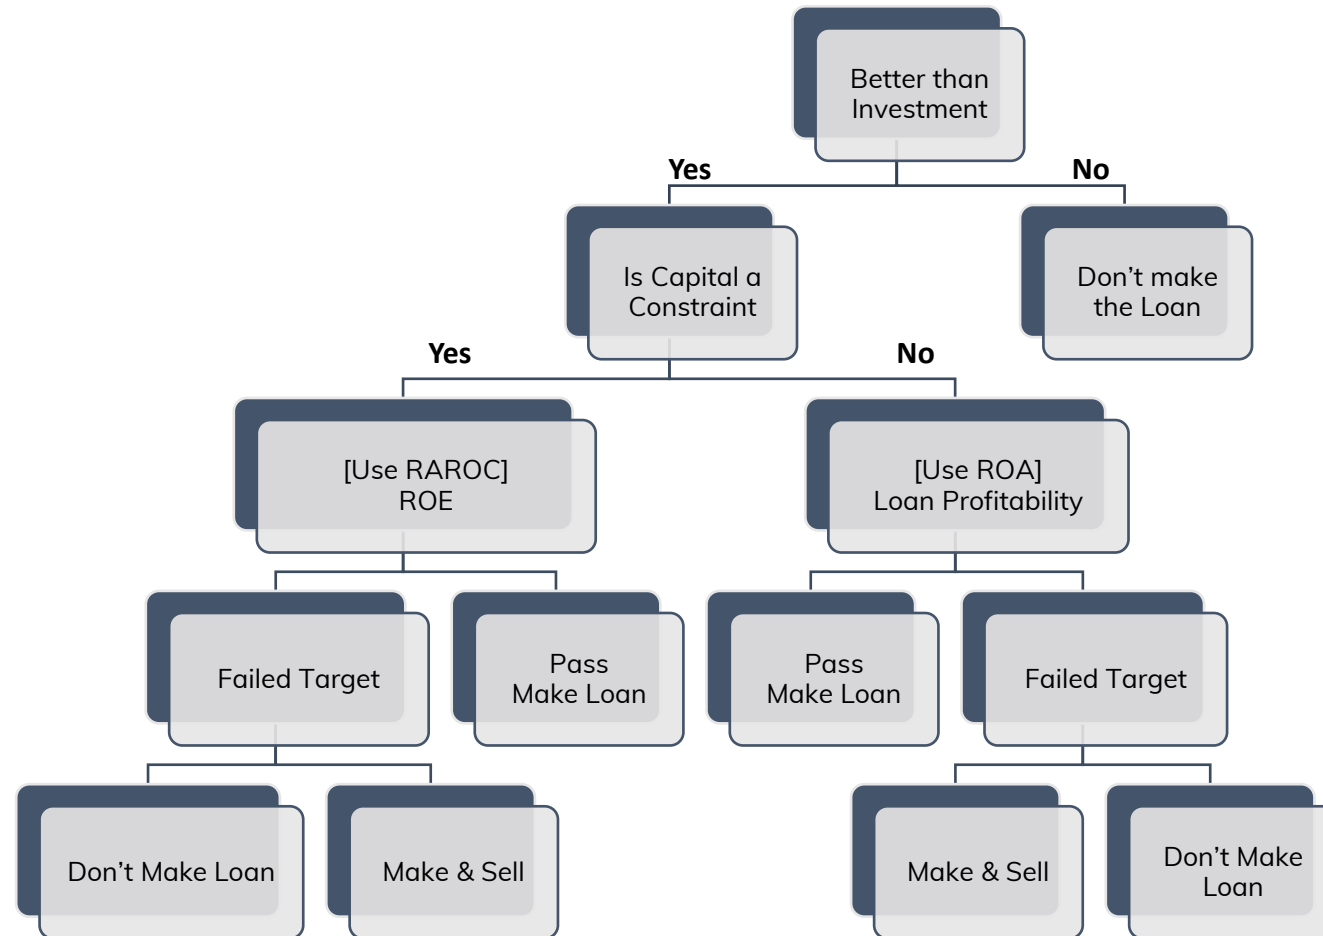 Better than
Investment
Yes
No
Is Capital a
Constraint
Don’t make
the Loan
Yes
No
[Use RAROC]
ROE
[Use ROA]
Loan Profitability
Failed Target
Pass
Make Loan
Pass
Make Loan
Failed Target
Don’t Make Loan
Make & Sell
Make & Sell
Don’t Make
Loan